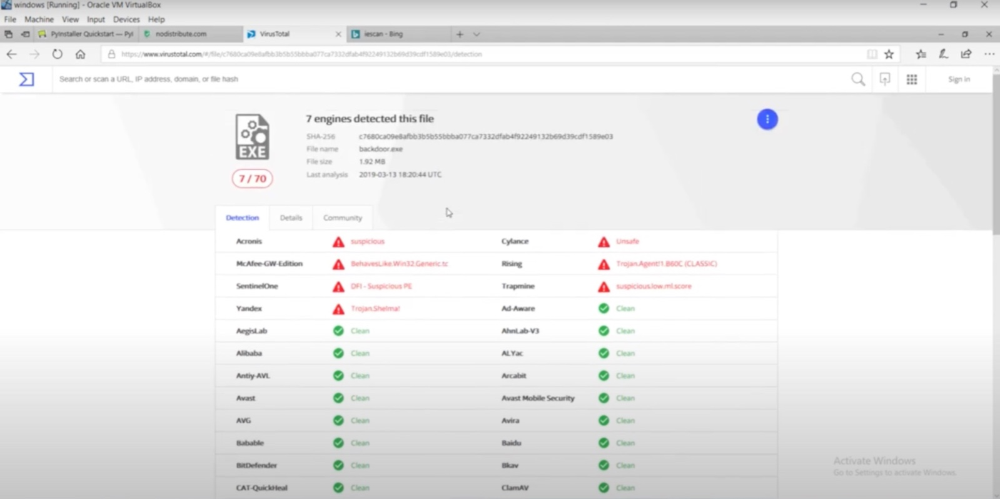 windows [Running] - Oracle VM VirtualBox
File Machine View Input Devices Help
PyInstaller Quickstart — PyI nodistribute.com VirusTotal iescan - Bing
https://www.virustotal.com/#/file/c7680ca09e8afbb3b5b55bbba077ca7332dfab4f92249132b69d39cdf1589e03/detection
Search or scan a URL, IP address, domain, or file hash Sign in
7 engines detected this file
SHA-256 c7680ca09e8afbb3b5b55bbba077ca7332dfab4f92249132b69d39cdf1589e03
EXE File name backdoor.exe
File size 1.92 MB
7 / 70 Last analysis 2019-03-13 18:20:44 UTC
Detection Details Community
Acronis suspicious Cylance Unsafe
McAfee-GW-Edition BehavesLike.Win32.Generic.tc Rising Trojan.Agent!1.B60C (CLASSIC)
SentinelOne DFI - Suspicious PE Trapmine suspicious.low.ml.score
Yandex Trojan.Shelma! Ad-Aware Clean
AegisLab Clean AhnLab-V3 Clean
Alibaba Clean ALYac Clean
Antiy-AVL Clean Arcabit Clean
Avast Clean Avast Mobile Security Clean
AVG Clean Avira Clean
Babable Clean Baidu Clean
BitDefender Clean Bkav Clean
CAT-QuickHeal Clean ClamAV Clean
Activate Windows
Go to Settings to activate Windows.